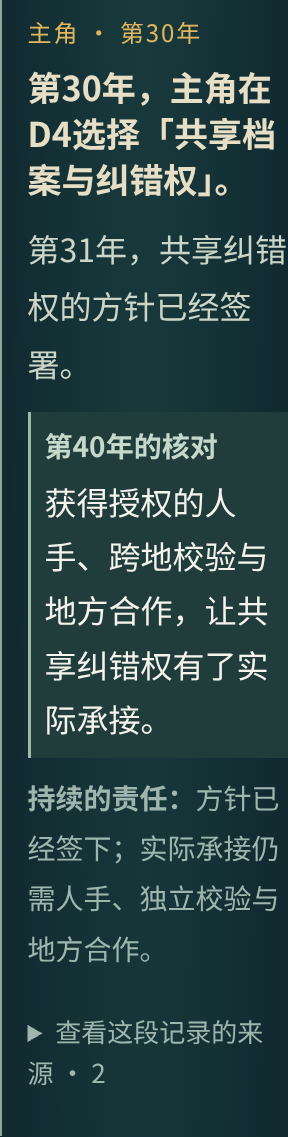 主角 · 第30年
第30年，主角在
D4选择「共享档
案与纠错权」。
第31年，共享纠错
权的方针已经签
署。
第40年的核对
获得授权的人
手、跨地校验与
地方合作，让共
享纠错权有了实
际承接。
持续的责任：方针已
经签下；实际承接仍
需人手、独立校验与
地方合作。
▶ 查看这段记录的来
源 · 2